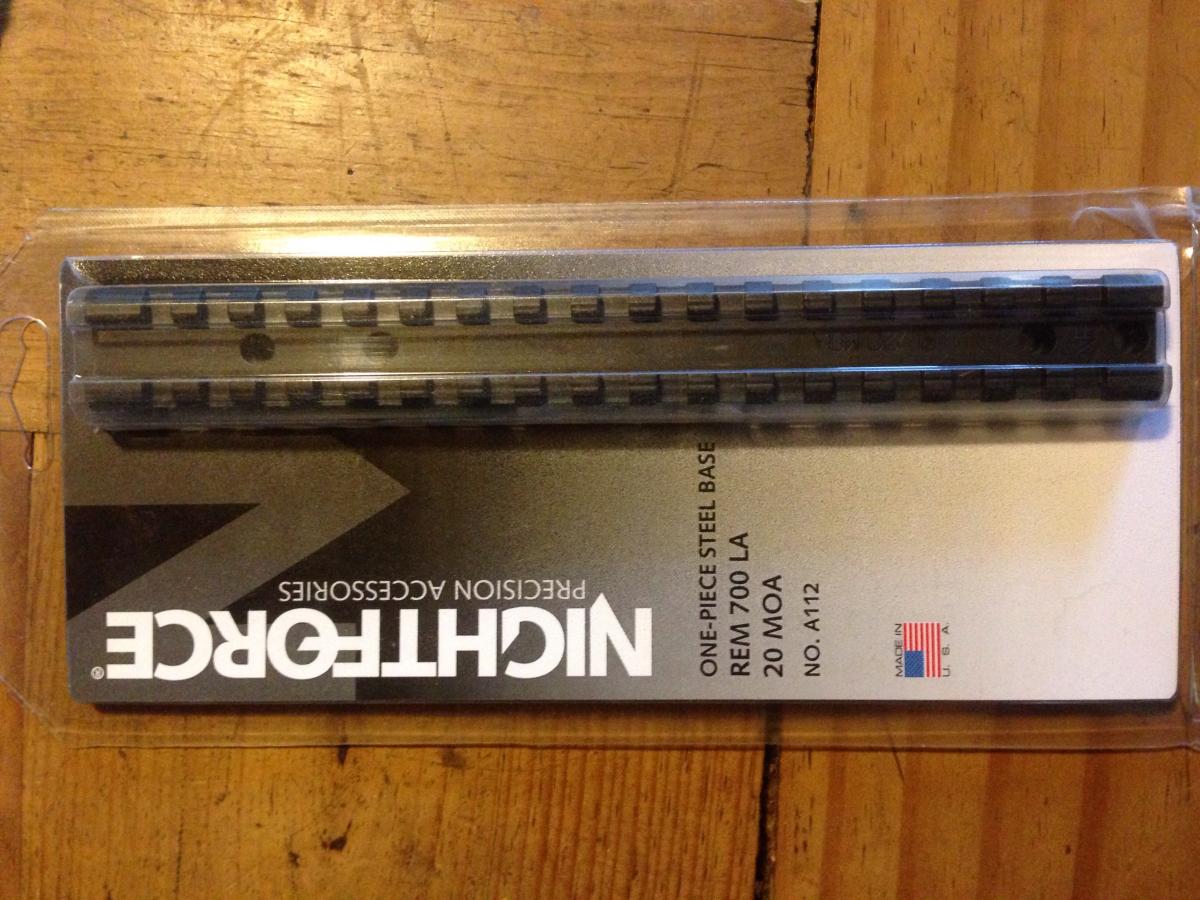 NIGHTFORCE®
PRECISION ACCESSORIES
ONE-PIECE STEEL BASE
REM 700 LA
20 MOA
NO. A112
MADE IN
U. S. A.